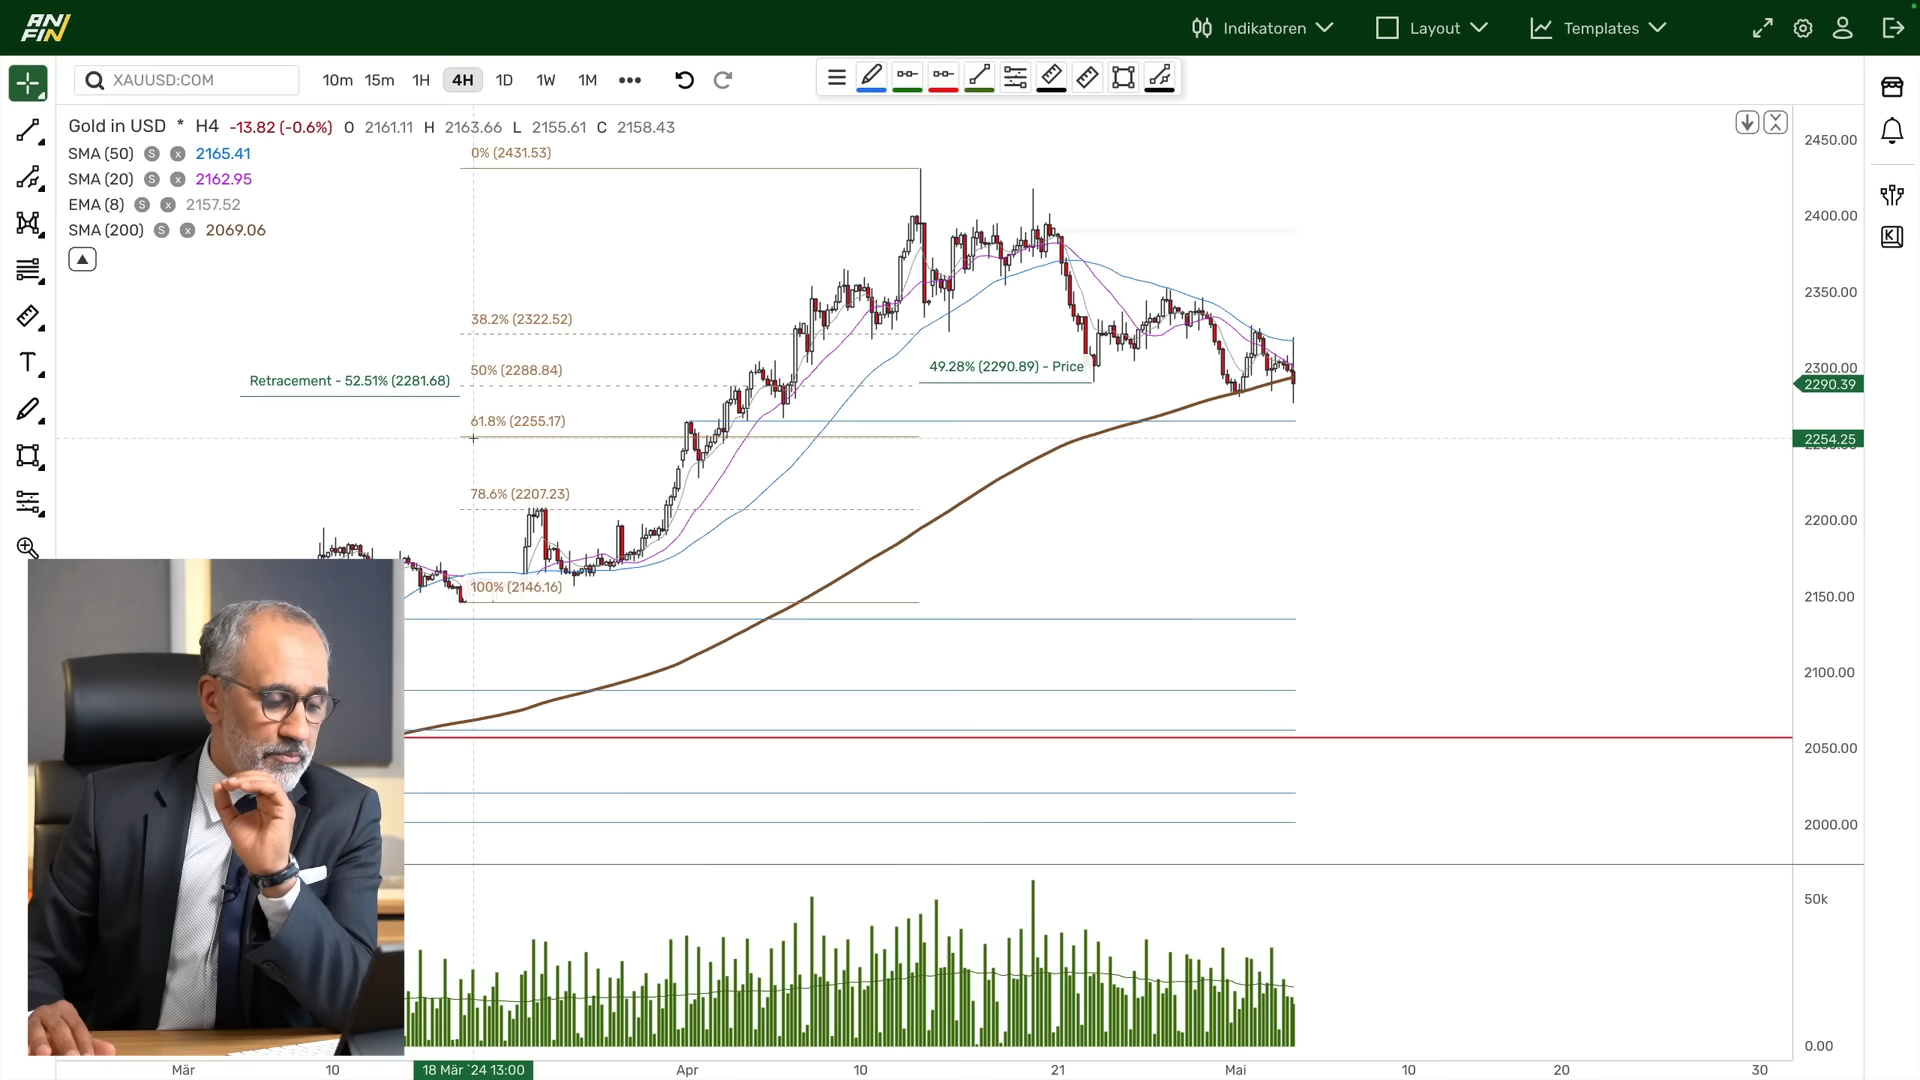 ANFIN
Indikatoren
Layout
Templates
XAUUSD:COM
10m 15m 1H 4H 1D 1W 1M •••
Gold in USD * H4 -13.82 (-0.6%) O 2161.11 H 2163.66 L 2155.61 C 2158.43
SMA (50) S x 2165.41
SMA (20) S x 2162.95
EMA (8) S x 2157.52
SMA (200) S x 2069.06
0% (2431.53)
38.2% (2322.52)
50% (2288.84)
49.28% (2290.89) - Price
Retracement - 52.51% (2281.68)
61.8% (2255.17)
78.6% (2207.23)
100% (2146.16)
2450.00
2400.00
2350.00
2300.00
2290.39
2254.25
2200.00
2150.00
2100.00
2050.00
2000.00
50k
0.00
T
K
Mär 10 18 Mär `24 13:00 Apr 10 21 Mai 10 20 30